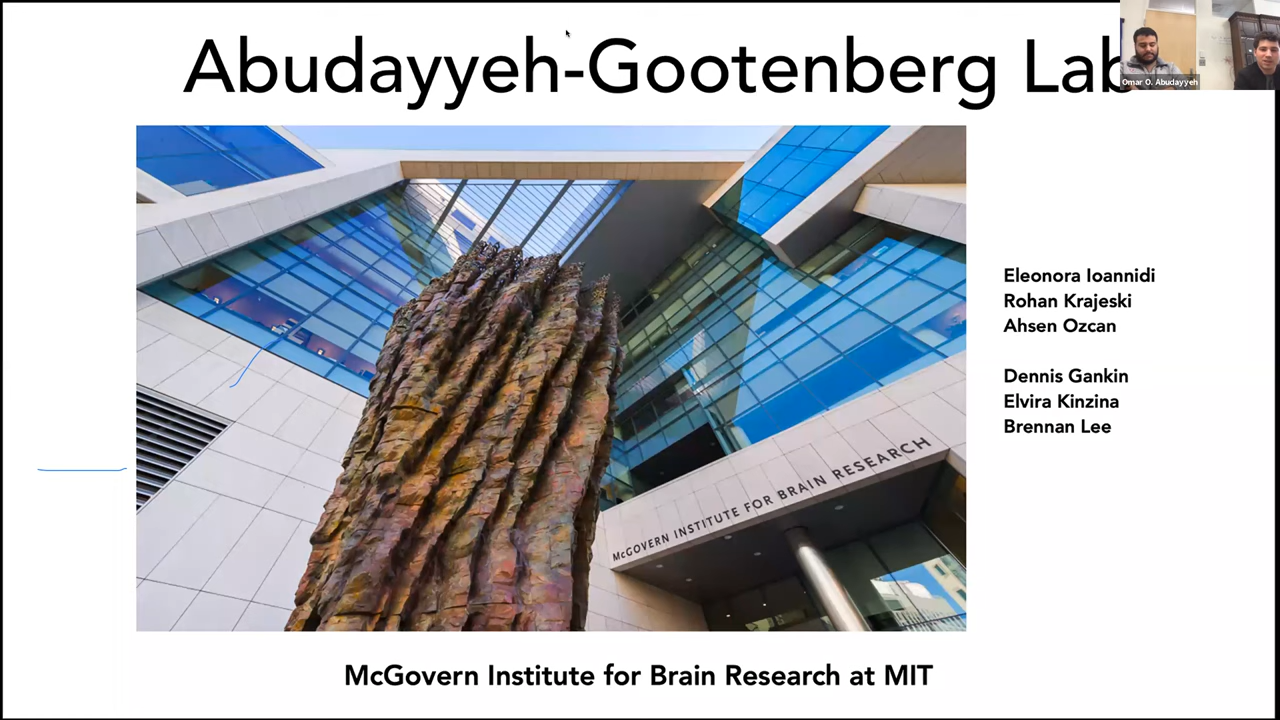 Abudayyeh-Gootenberg Lab
Omar O. Abudayyeh
Eleonora Ioannidi
Rohan Krajeski
Ahsen Ozcan
Dennis Gankin
Elvira Kinzina
Brennan Lee
McGOVERN INSTITUTE FOR BRAIN RESEARCH
McGovern Institute for Brain Research at MIT